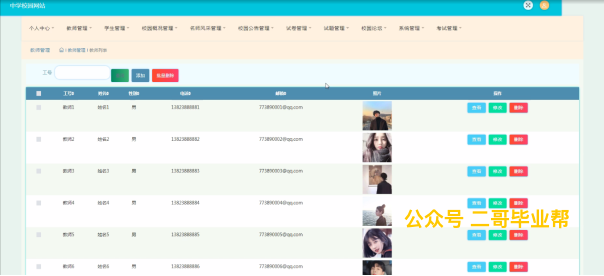 中学校园网站
个人中心 教师管理 学生管理 校园概况管理 名师风采管理 校园公告管理 试卷管理 试题管理 校园论坛 系统管理 考试管理
教师管理 / 教师管理 / 教师列表
工号 添加 批量删除
工号 姓名 性别 电话 邮箱 照片 操作
教师1 姓名1 男 13823888881 773890001@qq.com 查询 修改 删除
教师2 姓名2 男 13823888882 773890002@qq.com 查询 修改 删除
教师3 姓名3 男 13823888883 773890003@qq.com 查询 修改 删除
教师4 姓名4 男 13823888884 773890004@qq.com 查询 修改 删除
公众号 二哥毕业帮
教师5 姓名5 男 13823888885 773890005@qq.com 查询 修改 删除
教师6 姓名6 男 13823888886 773890006@qq.com 查询 修改 删除